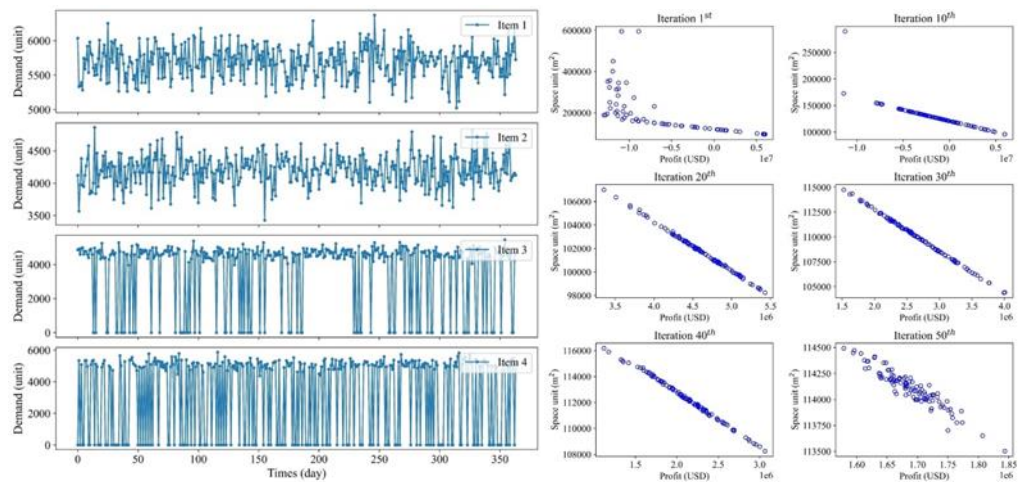 Item 1
6000
5500
5000
Demand (unit)
Item 2
4500
4000
3500
Demand (unit)
Item 3
4000
2000
0
Demand (unit)
Item 4
6000
4000
2000
0
Demand (unit)
0 50 100 150 200 250 300 350
Times (day)
Iteration 1st
600000
400000
200000
Space unit (m²)
-1.0 -0.5 0.0 0.5
1e7
Profit (USD)
Iteration 10th
250000
200000
150000
100000
Space unit (m²)
-1.0 -0.5 0.0 0.5
1e7
Profit (USD)
Iteration 20th
106000
104000
102000
100000
98000
Space unit (m²)
3.5 4.0 4.5 5.0 5.5
1e6
Profit (USD)
Iteration 30th
115000
112500
110000
107500
105000
Space unit (m²)
1.5 2.0 2.5 3.0 3.5 4.0
1e6
Profit (USD)
Iteration 40th
116000
114000
112000
110000
108000
Space unit (m²)
1.5 2.0 2.5 3.0
1e6
Profit (USD)
Iteration 50th
114500
114000
113500
Space unit (m²)
1.60 1.65 1.70 1.75 1.80 1.85
1e6
Profit (USD)